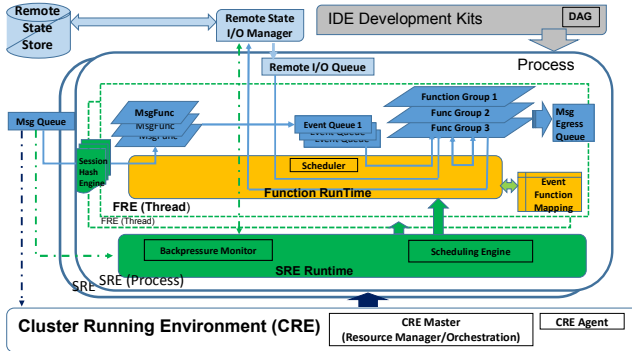 Remote
State
Store
Remote State
I/O Manager
IDE Development Kits
DAG
Process
Remote I/O Queue
Function Group 1
Func Group 2
Func Group 3
MsgFunc
MsgFunc
MsgFunc
Msg Queue
Event Queue 1
Event Queue
Event Queue
Msg
Egress
Queue
Session
Hash
Engine
Scheduler
Function RunTime
FRE (Thread)
FRE (Thread)
Event
Function
Mapping
Backpressure Monitor
Scheduling Engine
SRE Runtime
SRE (Process)
SRE
Cluster Running Environment (CRE)
CRE Master
(Resource Manager/Orchestration)
CRE Agent